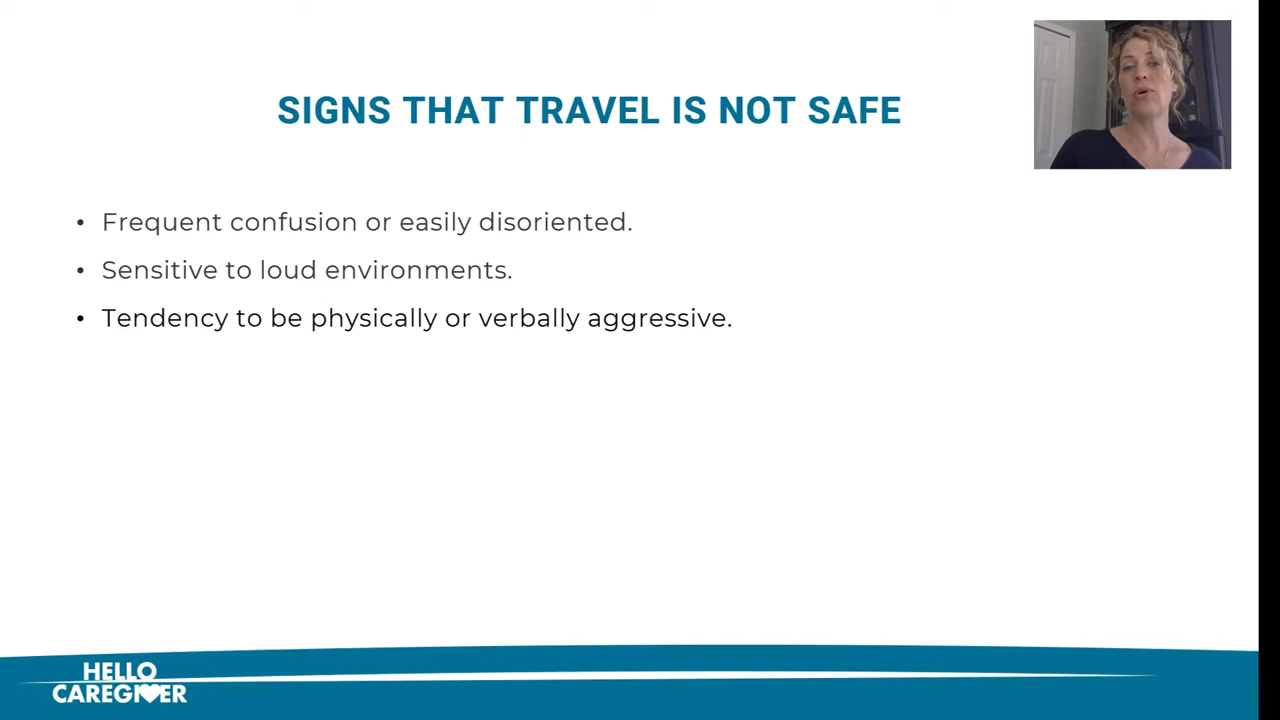 SIGNS THAT TRAVEL IS NOT SAFE
• Frequent confusion or easily disoriented.
• Sensitive to loud environments.
• Tendency to be physically or verbally aggressive.
HELLO
CAREGIVER